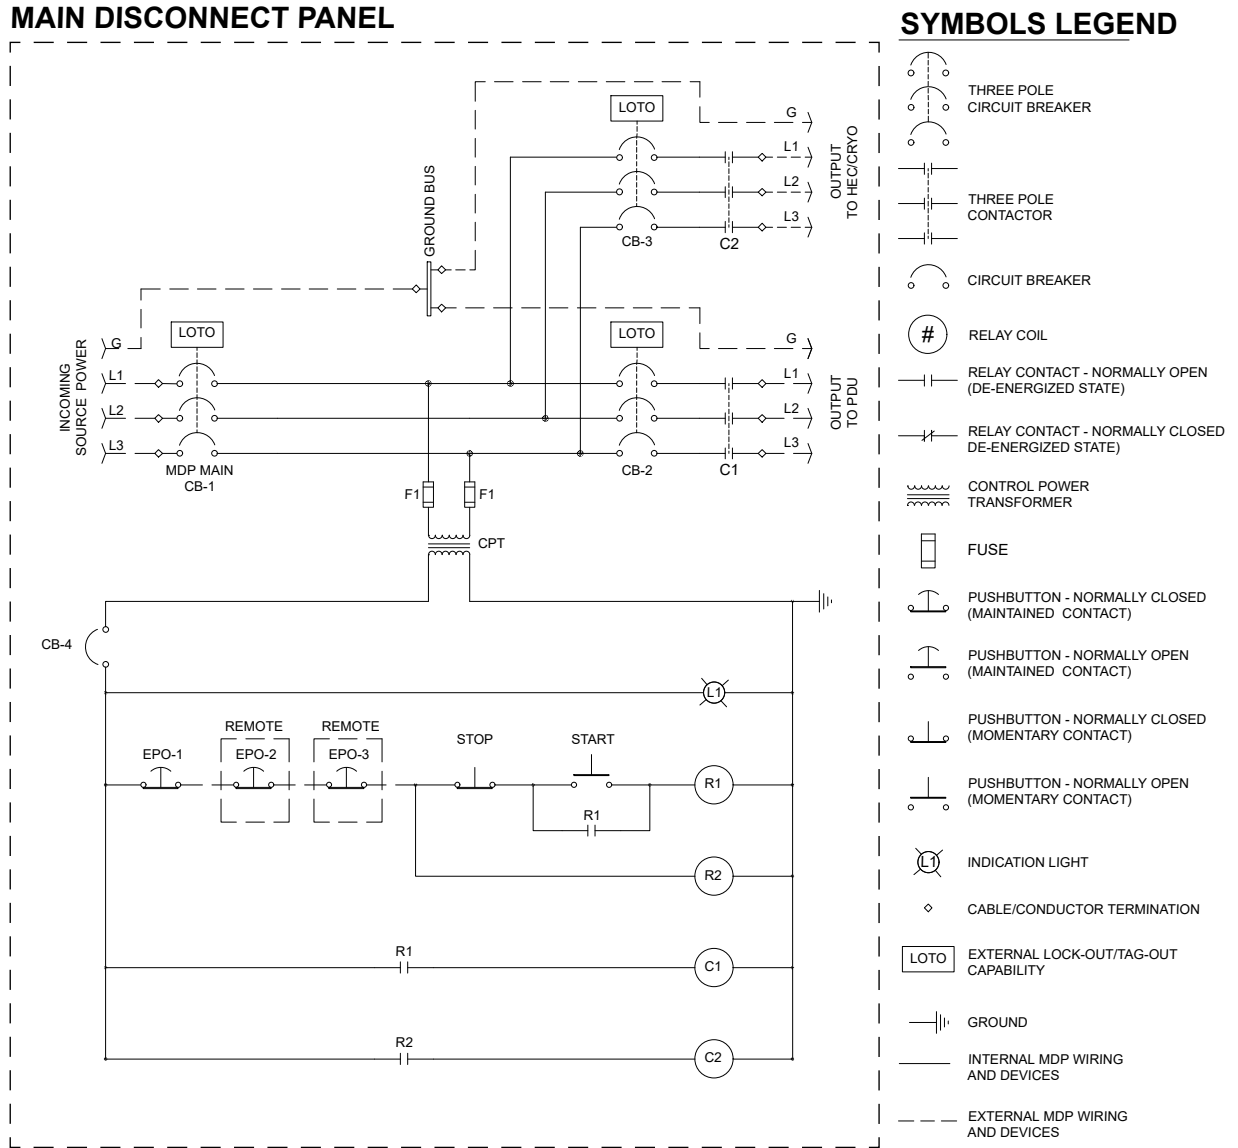 MAIN DISCONNECT PANEL
LOTO
G
L1
L2
L3
CB-3
C2
OUTPUT
TO HEC/CRYO
GROUND BUS
INCOMING
SOURCE POWER
G
L1
L2
L3
LOTO
MDP MAIN
CB-1
LOTO
CB-2
C1
G
L1
L2
L3
OUTPUT
TO PDU
F1
F1
CPT
CB-4
L1
REMOTE
REMOTE
EPO-1
EPO-2
EPO-3
STOP
START
R1
R1
R2
R1
C1
R2
C2
SYMBOLS LEGEND
THREE POLE
CIRCUIT BREAKER
THREE POLE
CONTACTOR
CIRCUIT BREAKER
#
RELAY COIL
RELAY CONTACT - NORMALLY OPEN
(DE-ENERGIZED STATE)
RELAY CONTACT - NORMALLY CLOSED
DE-ENERGIZED STATE)
CONTROL POWER
TRANSFORMER
FUSE
PUSHBUTTON - NORMALLY CLOSED
(MAINTAINED CONTACT)
PUSHBUTTON - NORMALLY OPEN
(MAINTAINED CONTACT)
PUSHBUTTON - NORMALLY CLOSED
(MOMENTARY CONTACT)
PUSHBUTTON - NORMALLY OPEN
(MOMENTARY CONTACT)
L1
INDICATION LIGHT
CABLE/CONDUCTOR TERMINATION
LOTO
EXTERNAL LOCK-OUT/TAG-OUT
CAPABILITY
GROUND
INTERNAL MDP WIRING
AND DEVICES
EXTERNAL MDP WIRING
AND DEVICES